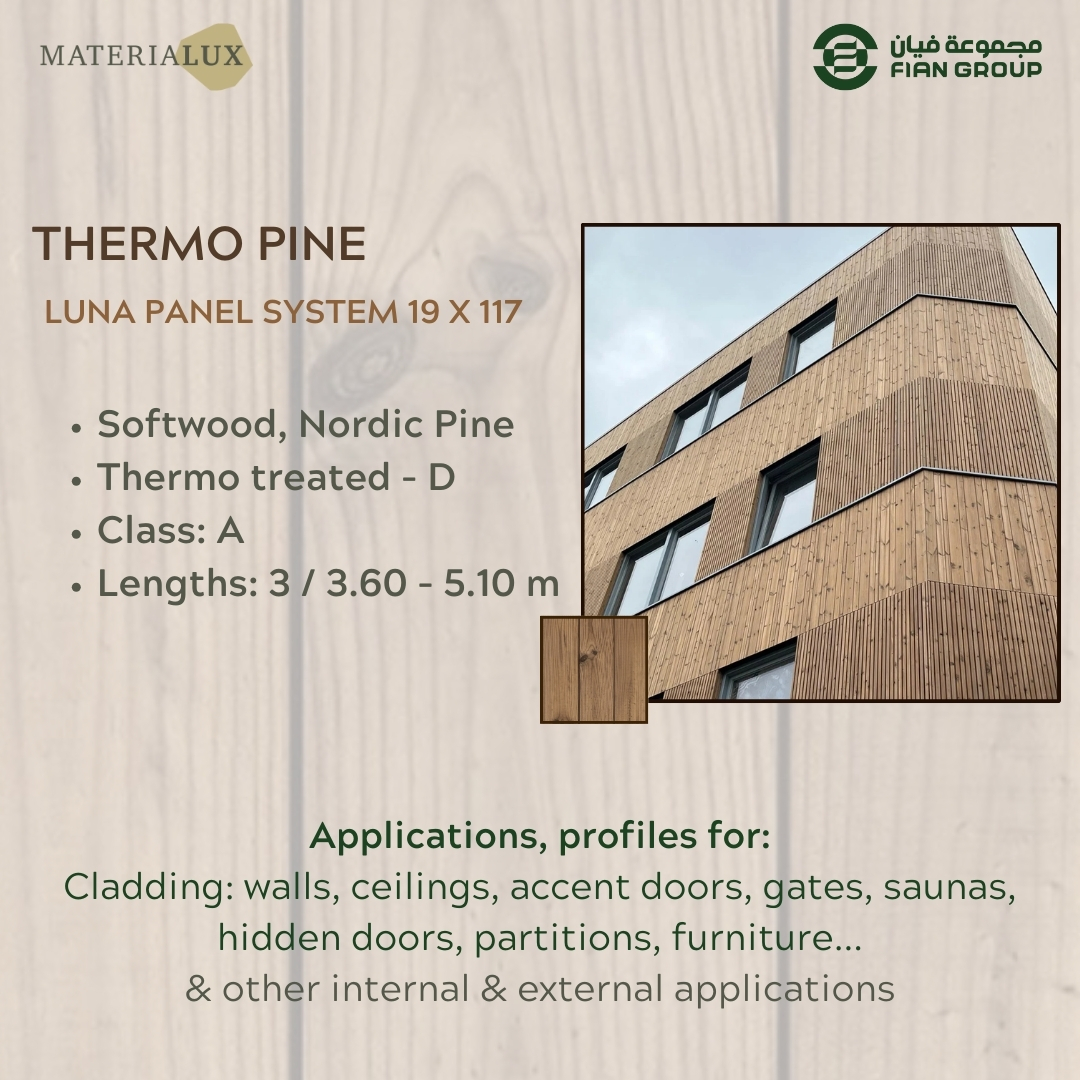 MATERIALUX
مجموعة فيان
FIAN GROUP
THERMO PINE
LUNA PANEL SYSTEM 19 X 117
• Softwood, Nordic Pine
• Thermo treated – D
• Class: A
• Lengths: 3 / 3.60 – 5.10 m
Applications, profiles for:
Cladding: walls, ceilings, accent doors, gates, saunas,
hidden doors, partitions, furniture...
& other internal & external applications